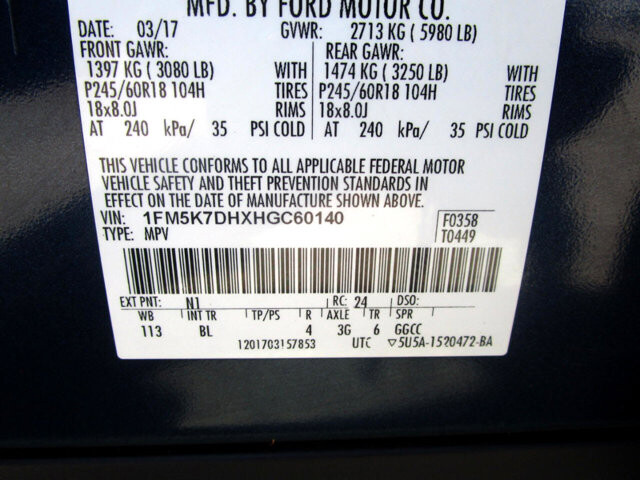 MFD. BY FORD MOTOR CO.
DATE: 03/17 GVWR: 2713 KG ( 5980 LB)
FRONT GAWR: REAR GAWR:
1397 KG ( 3080 LB) WITH 1474 KG ( 3250 LB) WITH
P245/60R18 104H TIRES P245/60R18 104H TIRES
18x8.0J RIMS 18x8.0J RIMS
AT 240 kPa/ 35 PSI COLD AT 240 kPa/ 35 PSI COLD
THIS VEHICLE CONFORMS TO ALL APPLICABLE FEDERAL MOTOR
VEHICLE SAFETY AND THEFT PREVENTION STANDARDS IN
EFFECT ON THE DATE OF MANUFACTURE SHOWN ABOVE.
VIN: 1FM5K7DHXHGC60140 F0358
TYPE: MPV T0449
EXT PNT: N1 RC: 24 DSO:
WB INT TR TP/PS R AXLE TR SPR
113 BL 4 3G 6 GGCC
1201703157853 UTC ▽5U5A-1520472-BA